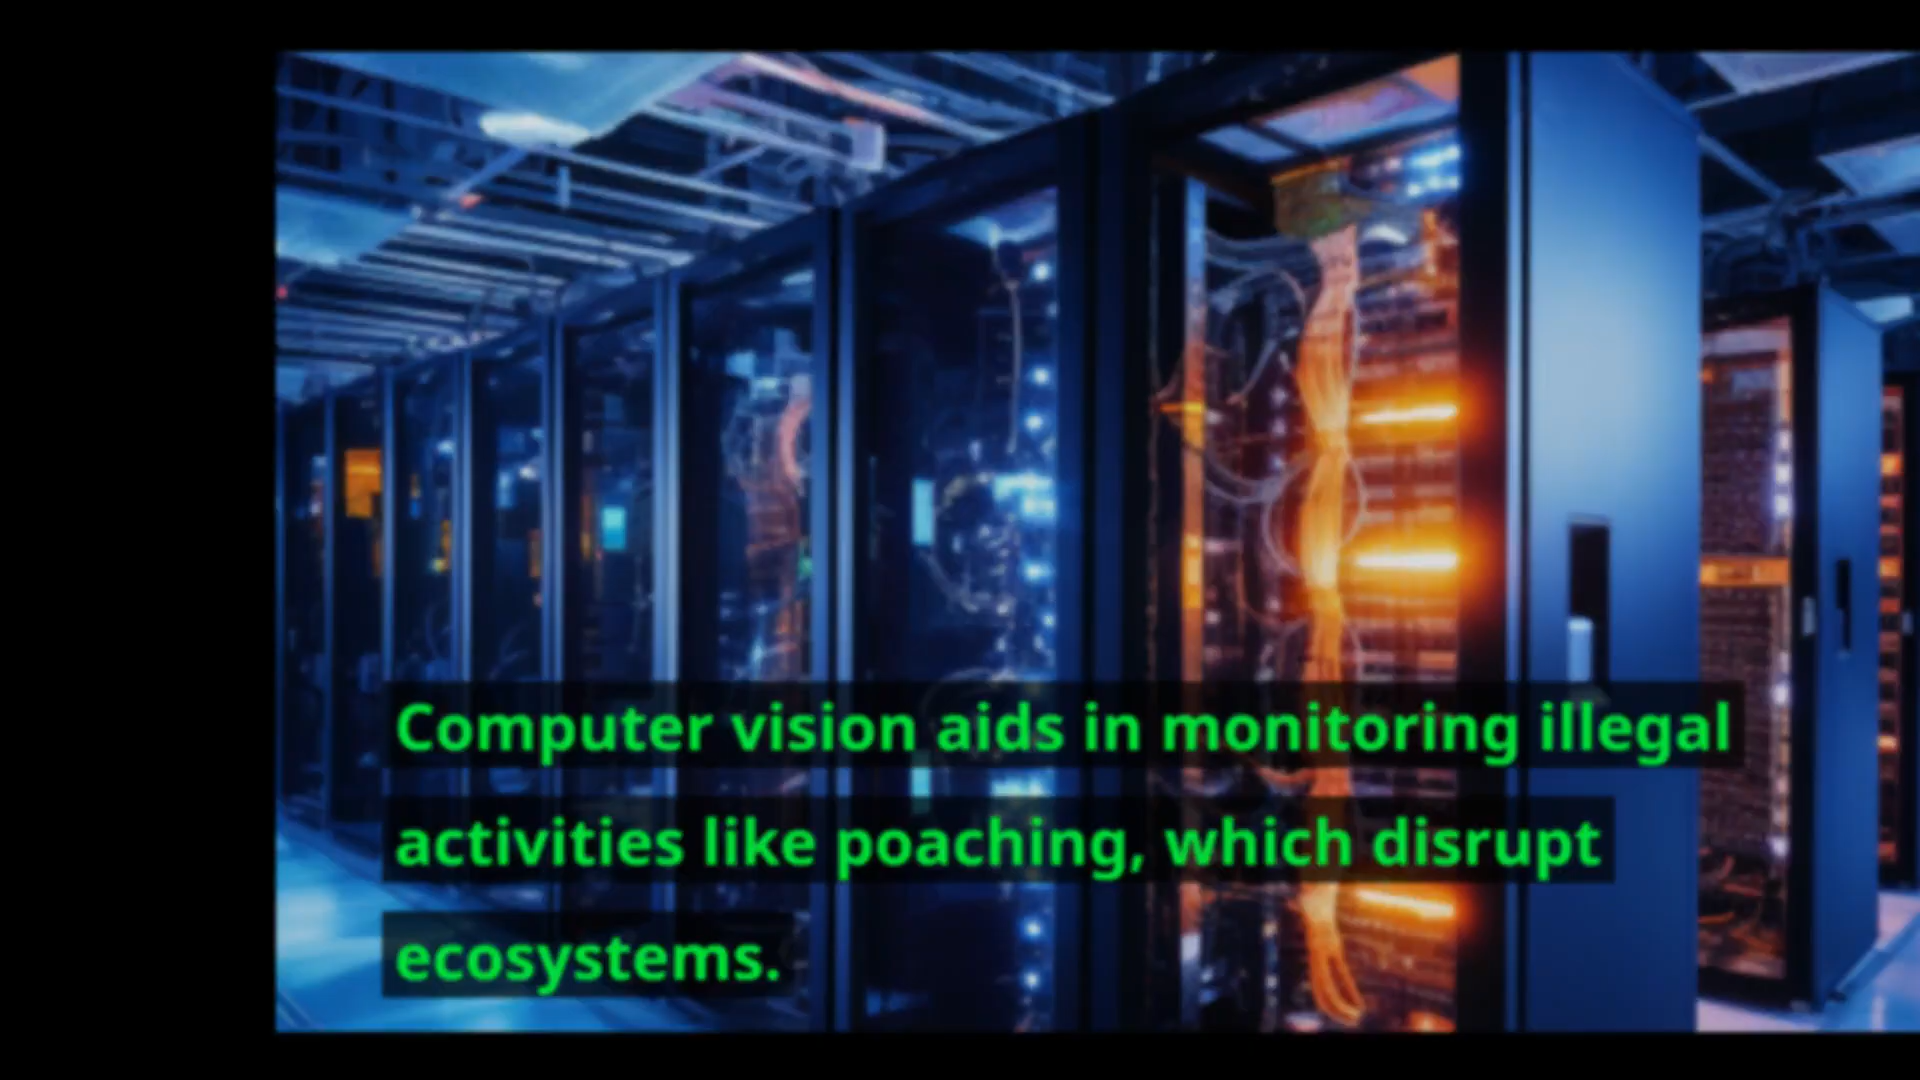 Computer vision aids in monitoring illegal
activities like poaching, which disrupt
ecosystems.